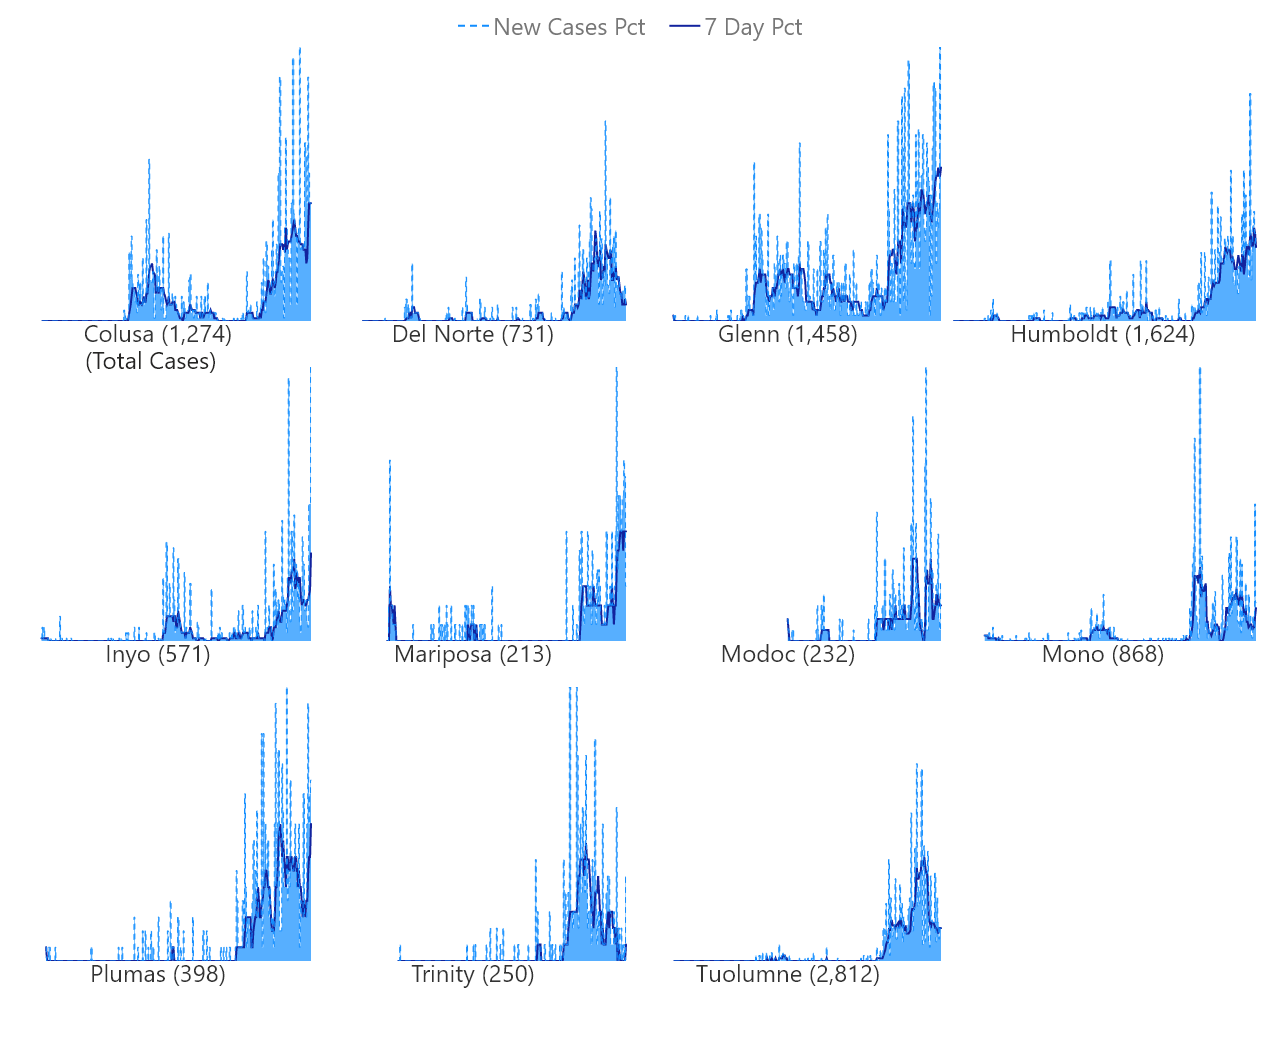 New Cases Pct 7 Day Pct
Colusa (1,274)
(Total Cases)
Del Norte (731)
Glenn (1,458)
Humboldt (1,624)
Inyo (571)
Mariposa (213)
Modoc (232)
Mono (868)
Plumas (398)
Trinity (250)
Tuolumne (2,812)